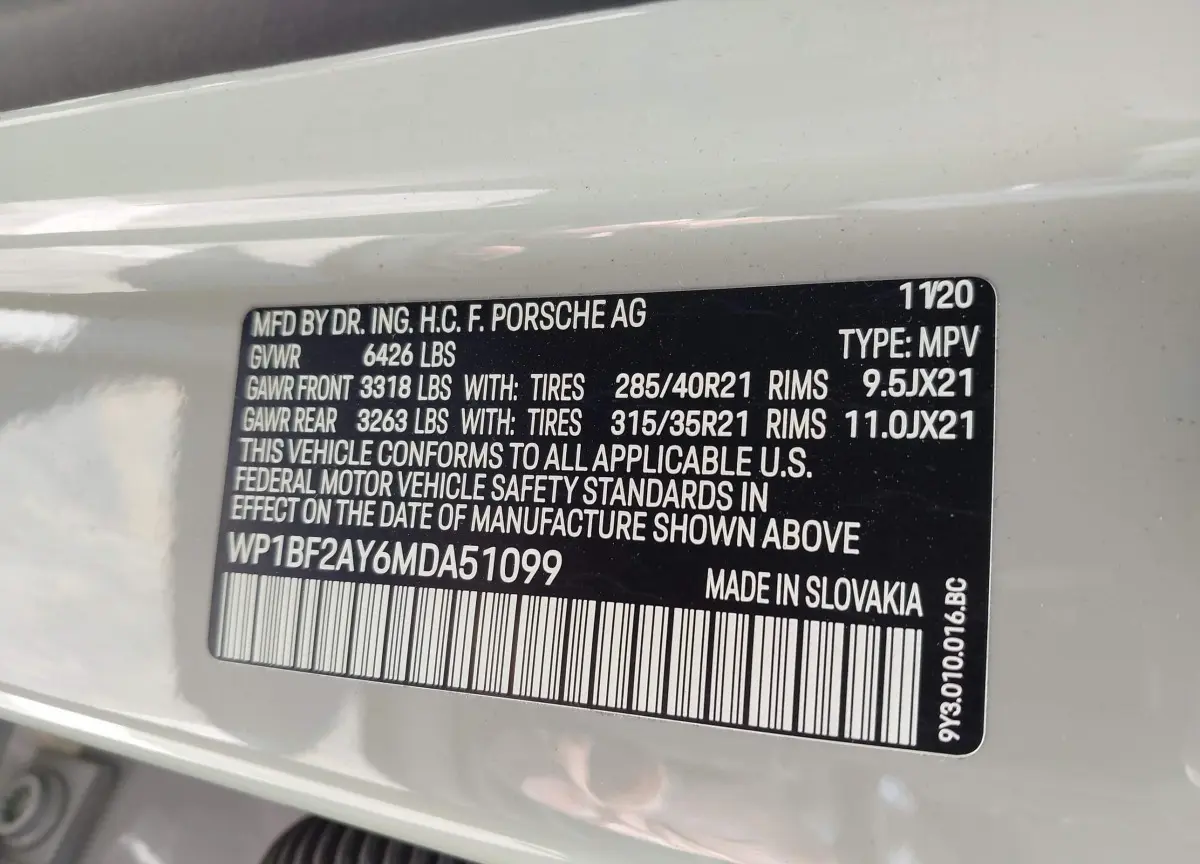 11/20
MFD BY DR. ING. H.C. F. PORSCHE AG
TYPE: MPV
GVWR 6426 LBS
GAWR FRONT 3318 LBS WITH: TIRES 285/40R21 RIMS 9.5JX21
GAWR REAR 3263 LBS WITH: TIRES 315/35R21 RIMS 11.0JX21
THIS VEHICLE CONFORMS TO ALL APPLICABLE U.S.
FEDERAL MOTOR VEHICLE SAFETY STANDARDS IN
EFFECT ON THE DATE OF MANUFACTURE SHOWN ABOVE
WP1BF2AY6MDA51099
MADE IN SLOVAKIA
9Y3.010.016.BC